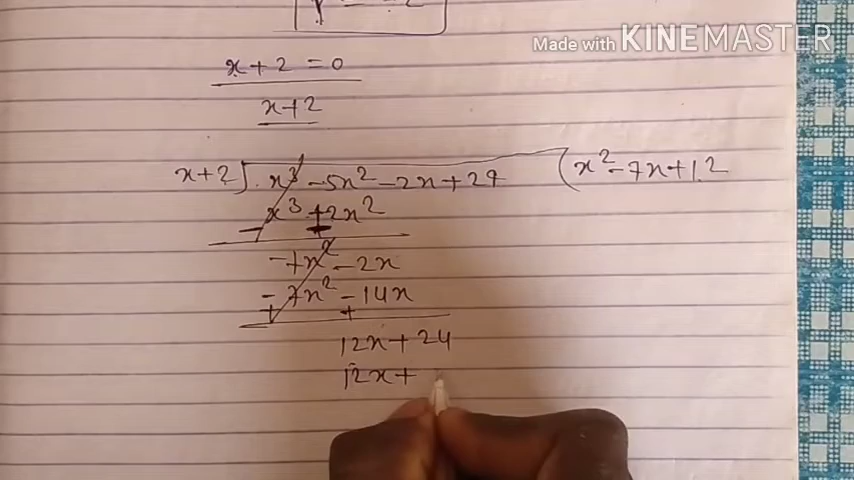 Made with KINEMASTER
x + 2 = 0
x+2
x+2 ) x³ - 5x² - 2x + 24 ( x² - 7x + 12
x³ + 2x²
- +
-7x² - 2x
- 7x² - 14x
+ +
12x + 24
12x +